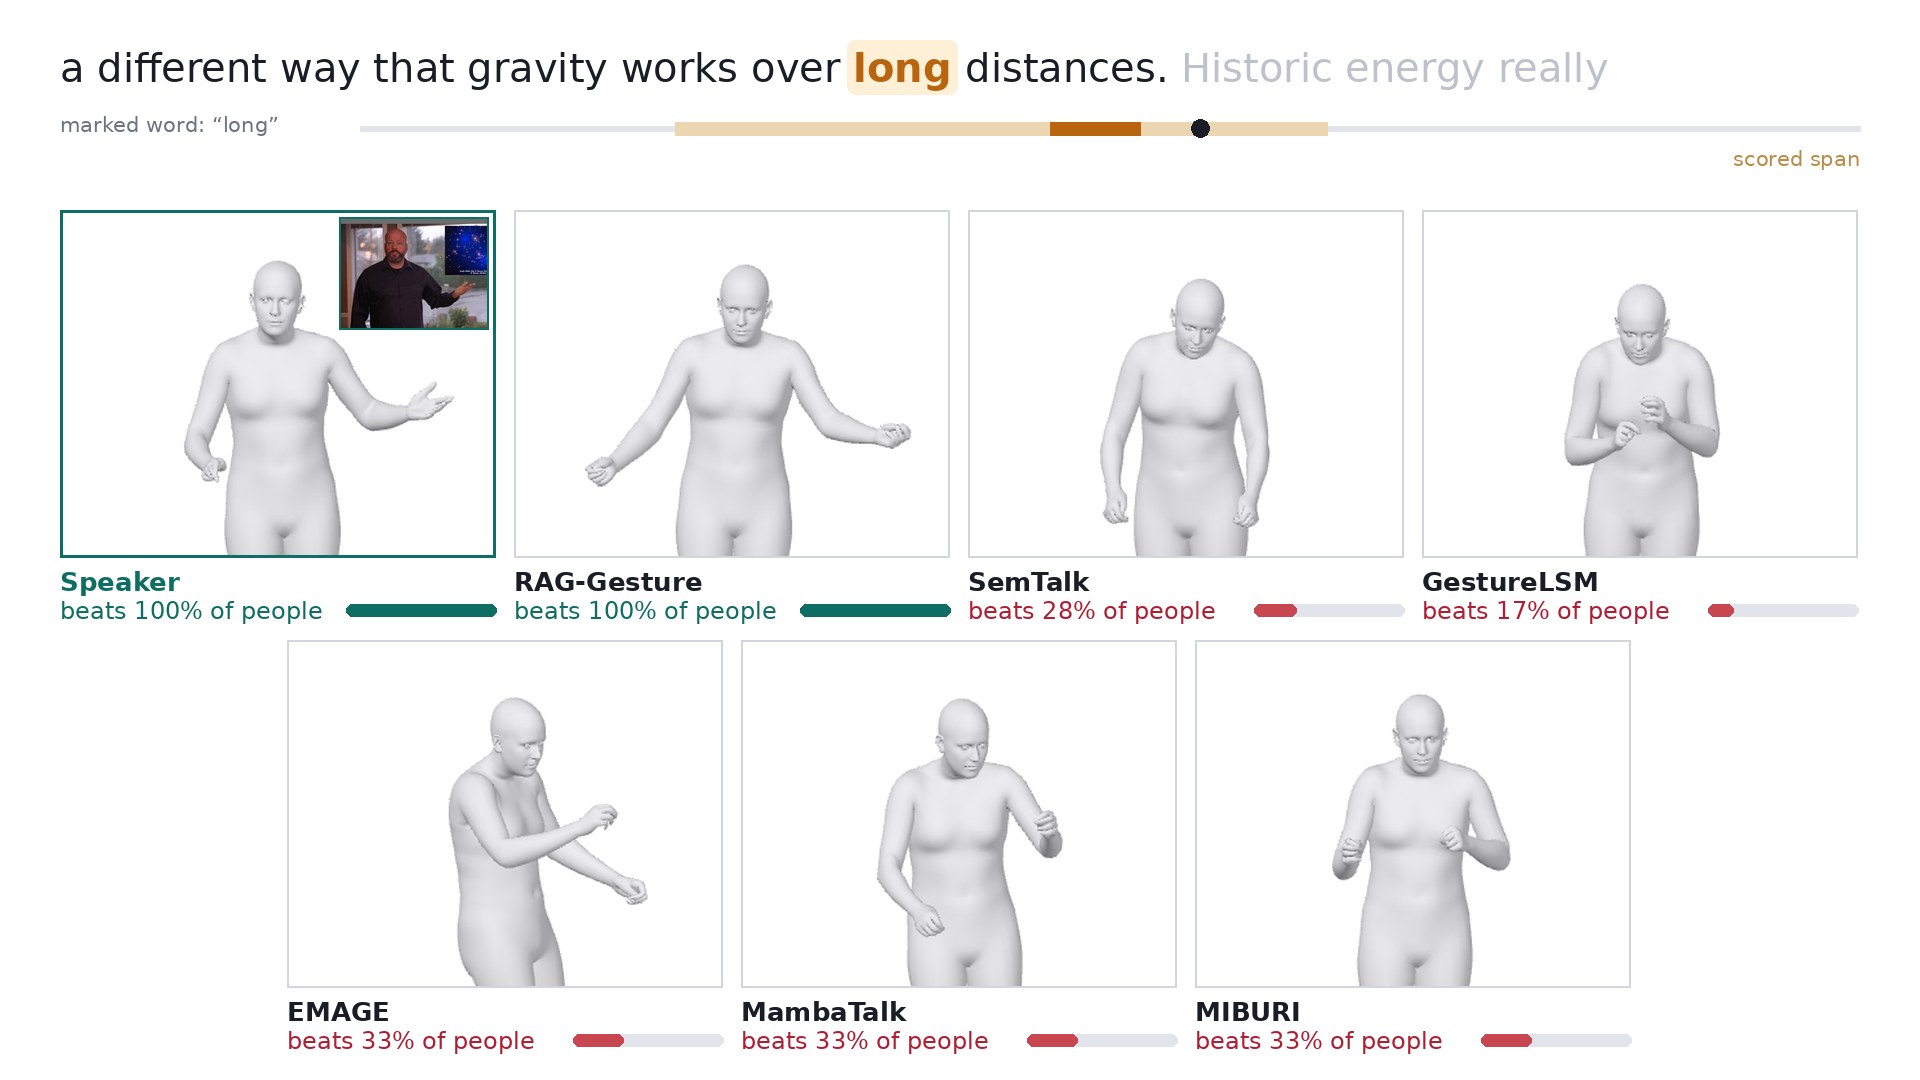 a different way that gravity works over long distances. Historic energy really
marked word: “long”
scored span
Speaker
beats 100% of people
RAG-Gesture
beats 100% of people
SemTalk
beats 28% of people
GestureLSM
beats 17% of people
EMAGE
beats 33% of people
MambaTalk
beats 33% of people
MIBURI
beats 33% of people